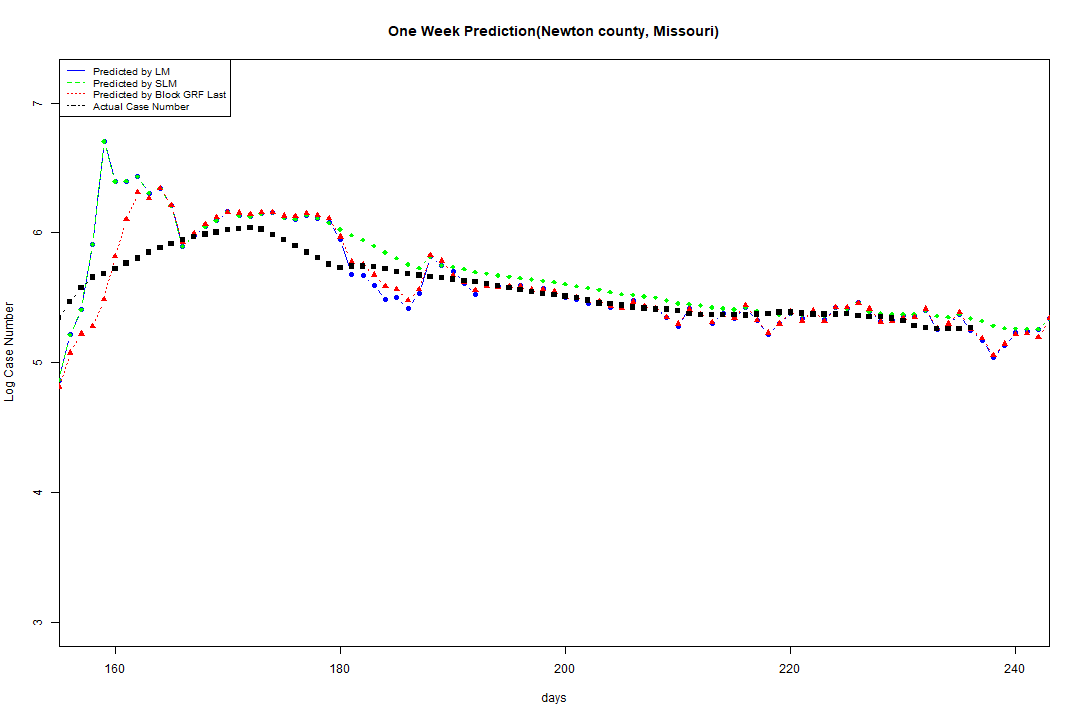 One Week Prediction(Newton county, Missouri)
Predicted by LM
Predicted by SLM
Predicted by Block GRF Last
Actual Case Number
7
6
5
4
3
Log Case Number
160 180 200 220 240
days